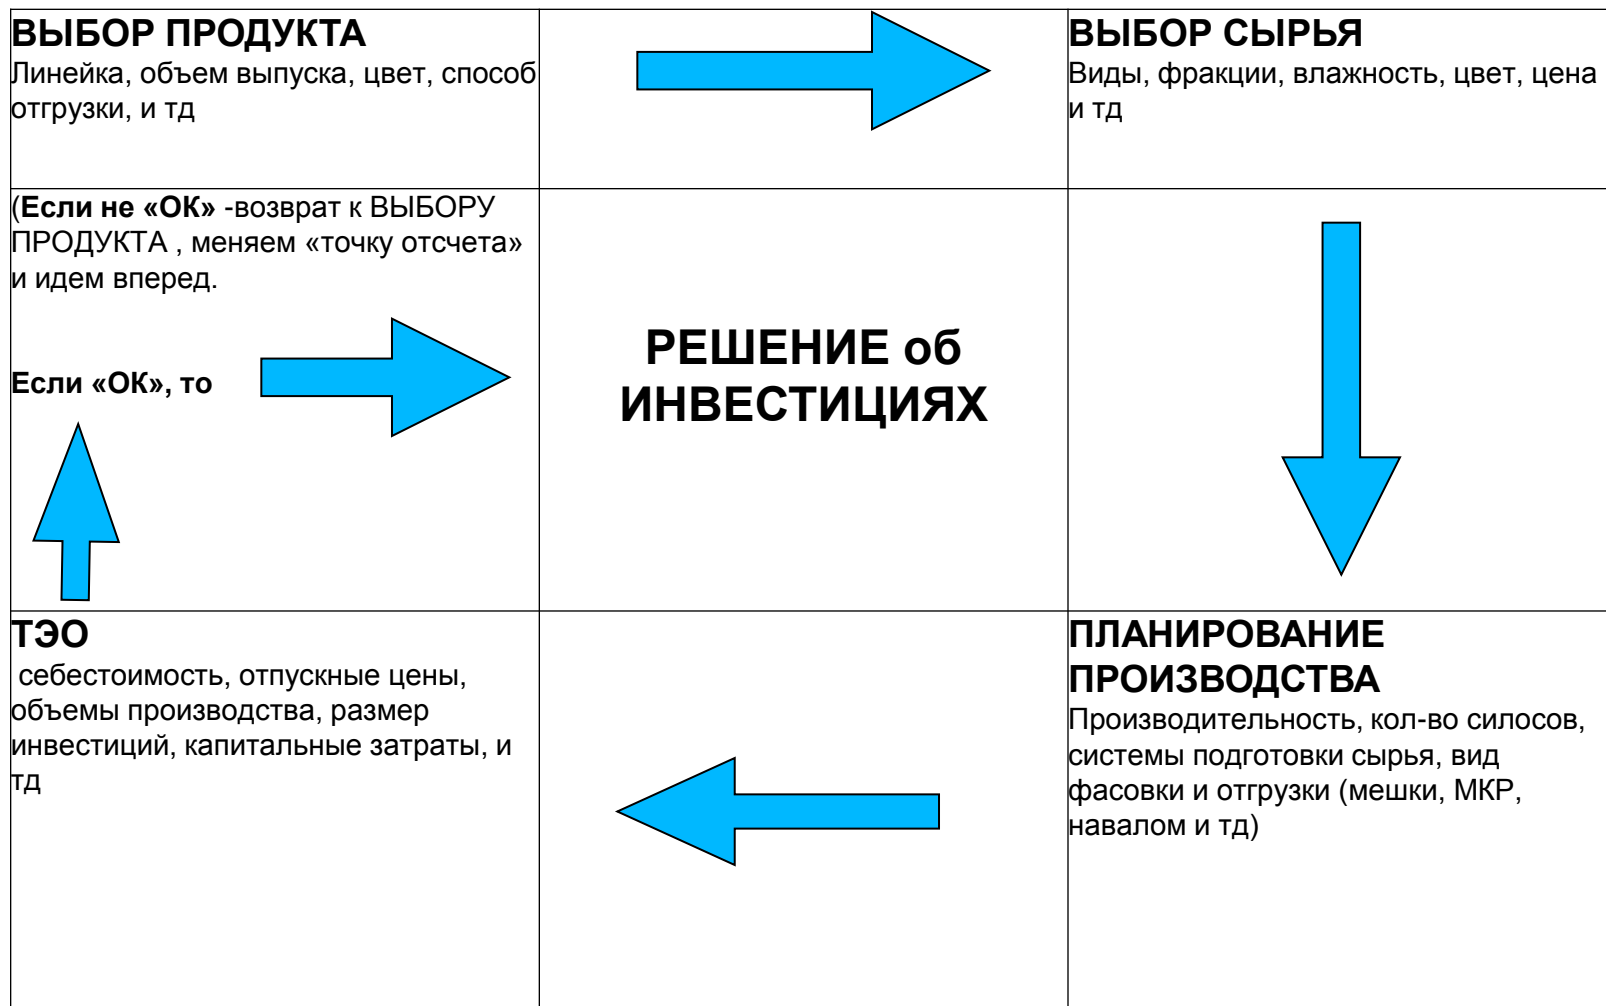 ВЫБОР ПРОДУКТА
Линейка, объем выпуска, цвет, способ
отгрузки, и тд
ВЫБОР СЫРЬЯ
Виды, фракции, влажность, цвет, цена
и тд
(Если не «ОК» -возврат к ВЫБОРУ
ПРОДУКТА , меняем «точку отсчета»
и идем вперед.
Если «ОК», то
РЕШЕНИЕ об
ИНВЕСТИЦИЯХ
ТЭО
себестоимость, отпускные цены,
объемы производства, размер
инвестиций, капитальные затраты, и
тд
ПЛАНИРОВАНИЕ
ПРОИЗВОДСТВА
Производительность, кол-во силосов,
системы подготовки сырья, вид
фасовки и отгрузки (мешки, МКР,
навалом и тд)